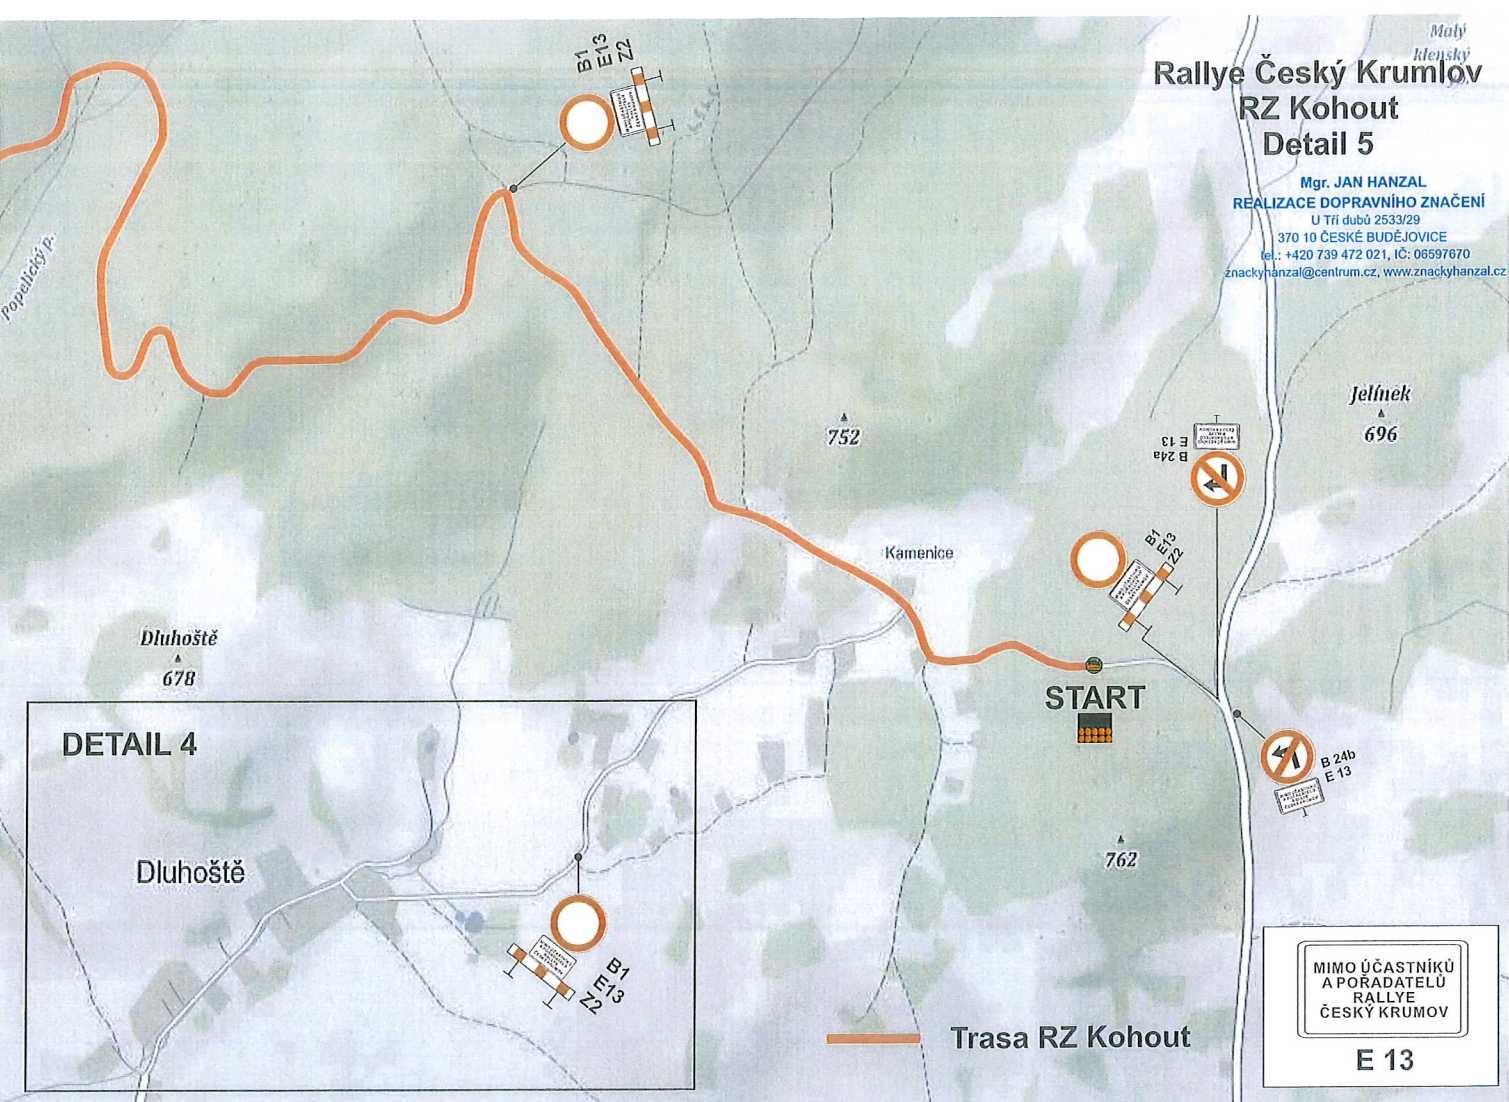 Malý
klenský
Rallye Český Krumlov
RZ Kohout
Detail 5
Mgr. JAN HANZAL
REALIZACE DOPRAVNÍHO ZNAČENÍ
U Tří dubů 2533/29
370 10 ČESKÉ BUDĚJOVICE
tel.: +420 739 472 021, IČ: 06597670
znackyhanzal@centrum.cz, www.znackyhanzal.cz
B1
E13
Z2
Popelický p.
Jelínek
696
752
E 13
B 24a
B1
E13
Z2
Kamenice
Dluhoště
678
START
DETAIL 4
B 24b
E 13
762
Dluhoště
B1
E13
Z2
Trasa RZ Kohout
MIMO ÚČASTNÍKŮ
A POŘADATELŮ
RALLYE
ČESKÝ KRUMOV
E 13